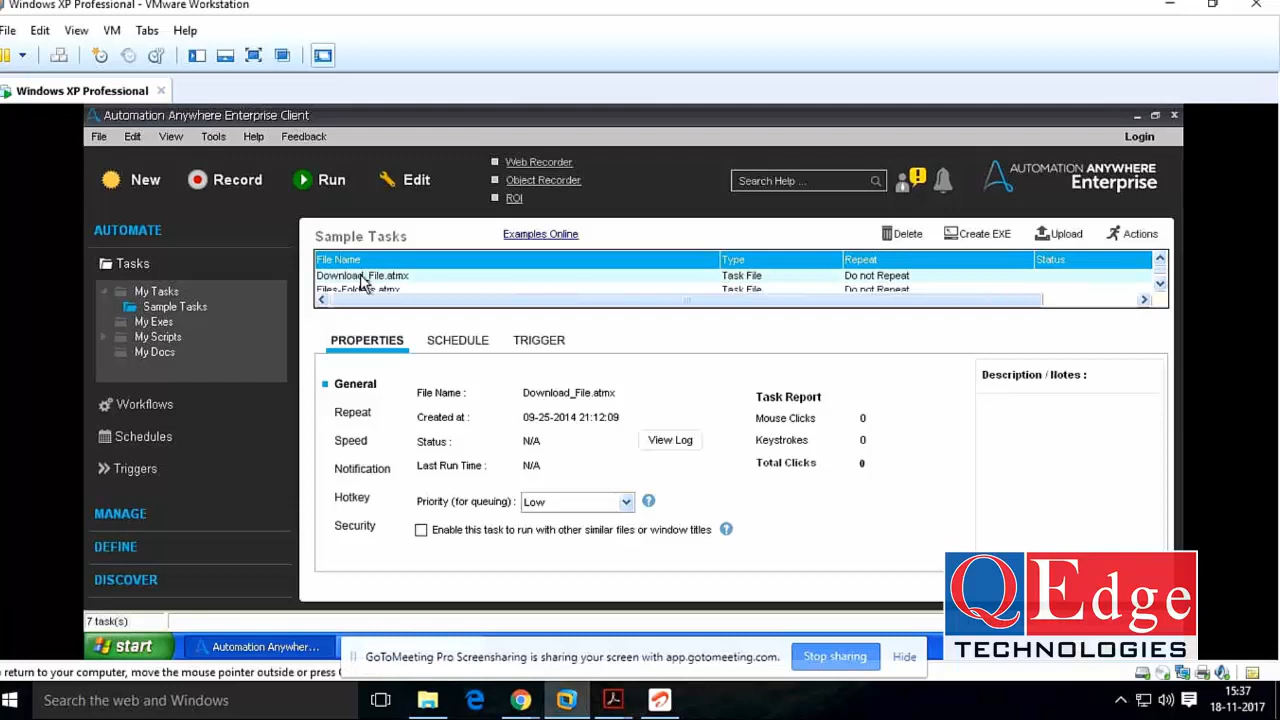 Windows XP Professional - VMware Workstation
File Edit View VM Tabs Help
Windows XP Professional
Automation Anywhere Enterprise Client
File Edit View Tools Help Feedback Login
New Record Run Edit
Web Recorder
Object Recorder
ROI
Search Help ...
AUTOMATION ANYWHERE
Enterprise
AUTOMATE
Tasks
My Tasks
Sample Tasks
My Exes
My Scripts
My Docs
Workflows
Schedules
Triggers
MANAGE
DEFINE
DISCOVER
Sample Tasks Examples Online Delete Create EXE Upload Actions
File Name Type Repeat Status
Download_File.atmx Task File Do not Repeat
Task File Do not Repeat
PROPERTIES SCHEDULE TRIGGER
General
Repeat
Speed
Notification
Hotkey
Security
File Name : Download_File.atmx
Created at : 09-25-2014 21:12:09
Status : N/A View Log
Last Run Time : N/A
Priority (for queuing) : Low
Enable this task to run with other similar files or window titles
Task Report
Mouse Clicks 0
Keystrokes 0
Total Clicks 0
Description / Notes :
QEdge
TECHNOLOGIES
7 task(s)
start Automation Anywher...
GoToMeeting Pro Screensharing is sharing your screen with app.gotomeeting.com. Stop sharing Hide
return to your computer, move the mouse pointer outside or press
Search the web and Windows
15:37
18-11-2017